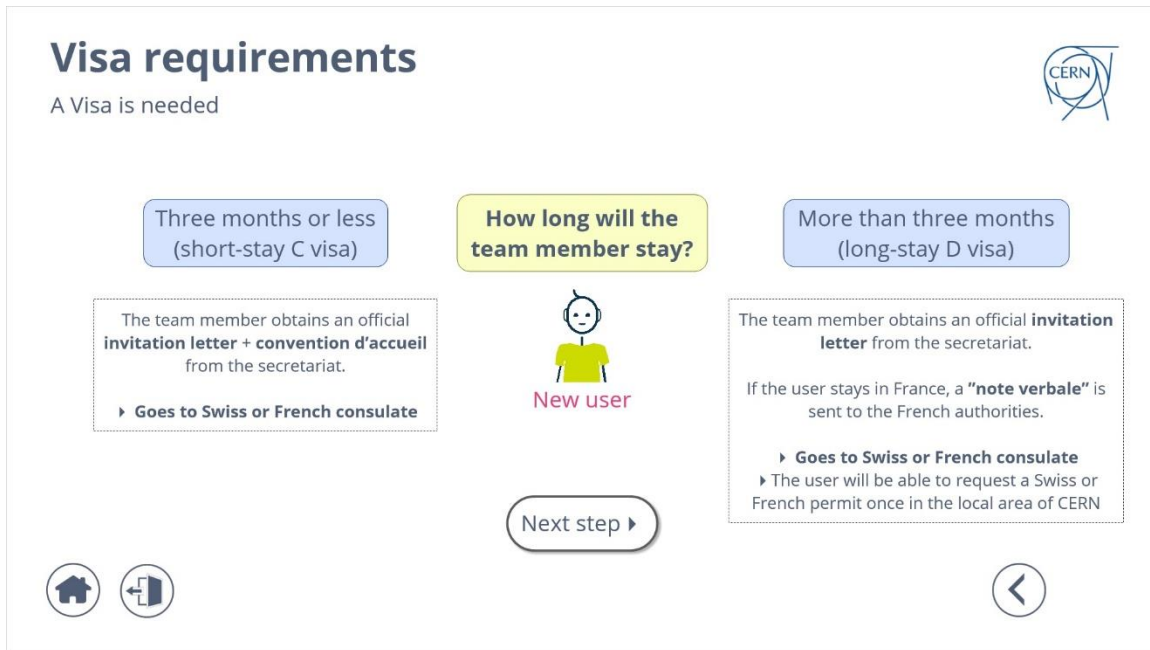 Visa requirements
A Visa is needed
CERN
Three months or less
(short-stay C visa)
The team member obtains an official
invitation letter + convention d’accueil
from the secretariat.
Goes to Swiss or French consulate
How long will the
team member stay?
New user
Next step
More than three months
(long-stay D visa)
The team member obtains an official invitation
letter from the secretariat.
If the user stays in France, a ”note verbale” is
sent to the French authorities.
Goes to Swiss or French consulate
The user will be able to request a Swiss or
French permit once in the local area of CERN